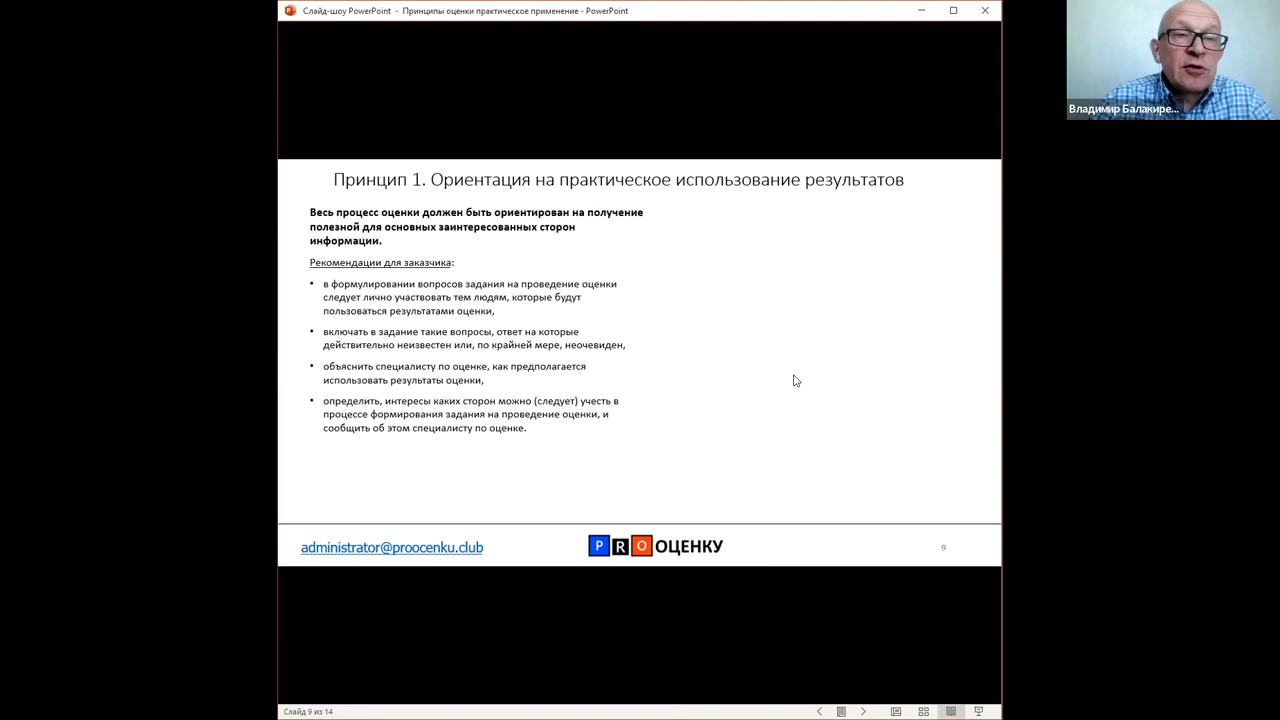 Слайд-шоу PowerPoint - Принципы оценки практическое применение - PowerPoint
Владимир Балакире...
Принцип 1. Ориентация на практическое использование результатов
Весь процесс оценки должен быть ориентирован на получение
полезной для основных заинтересованных сторон
информации.
Рекомендации для заказчика:
• в формулировании вопросов задания на проведение оценки
следует лично участвовать тем людям, которые будут
пользоваться результатами оценки,
• включать в задание такие вопросы, ответ на которые
действительно неизвестен или, по крайней мере, неочевиден,
• объяснить специалисту по оценке, как предполагается
использовать результаты оценки,
• определить, интересы каких сторон можно (следует) учесть в
процессе формирования задания на проведение оценки, и
сообщить об этом специалисту по оценке.
administrator@proocenku.club
PRO ОЦЕНКУ
9
Слайд 9 из 14